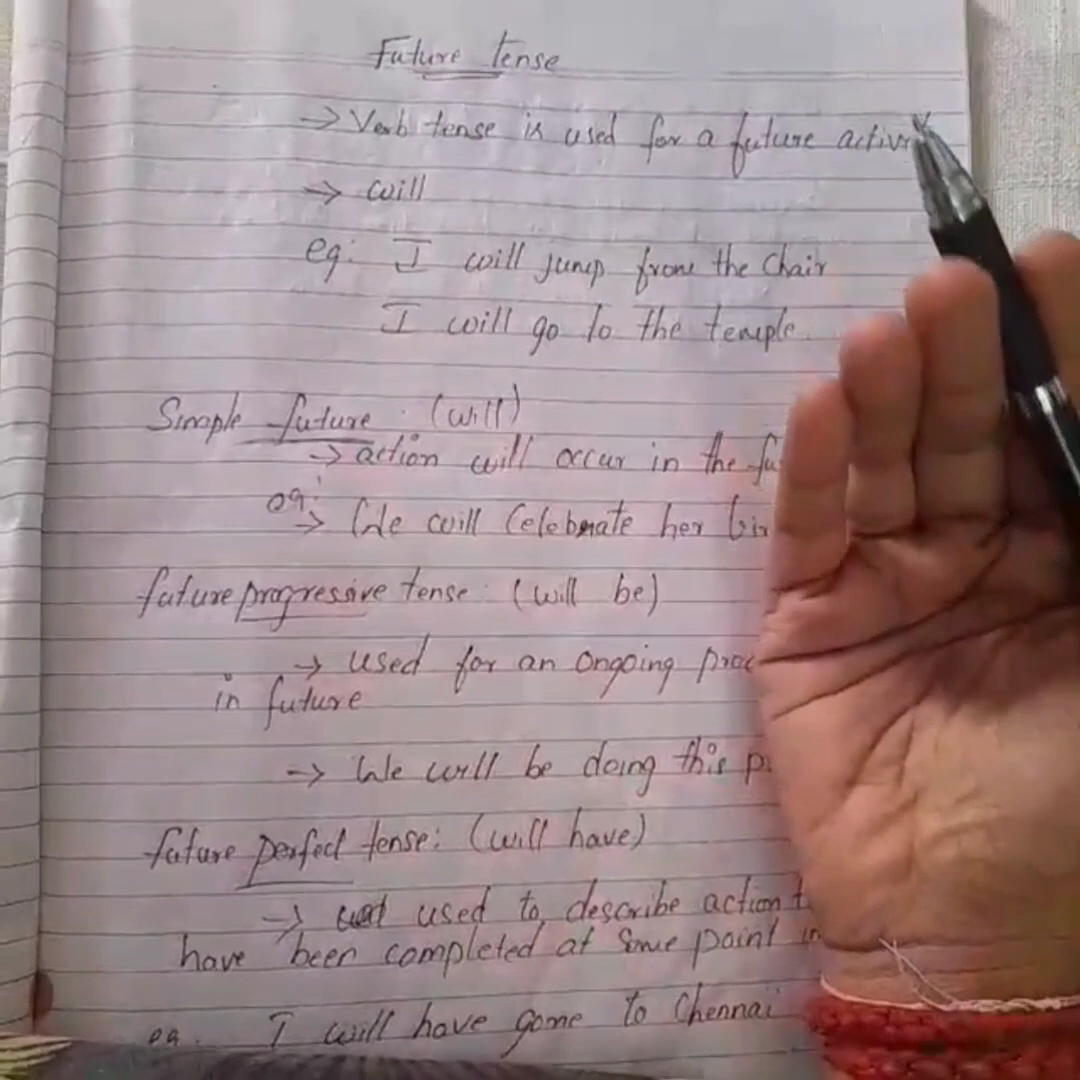 Future tense
→ Verb tense is used for a future
→ will
eg: I will jump from the Chair
I will go to the temple.
Simple future (will)
→ action will occur in the
eg: → We will Celebrate her
future progressive tense: (will be)
→ used for an ongoing
in future
→ We will be doing this
future perfect tense: (will have)
→ used to describe action
have been completed at Some point
eg. I will have gone to Chennai